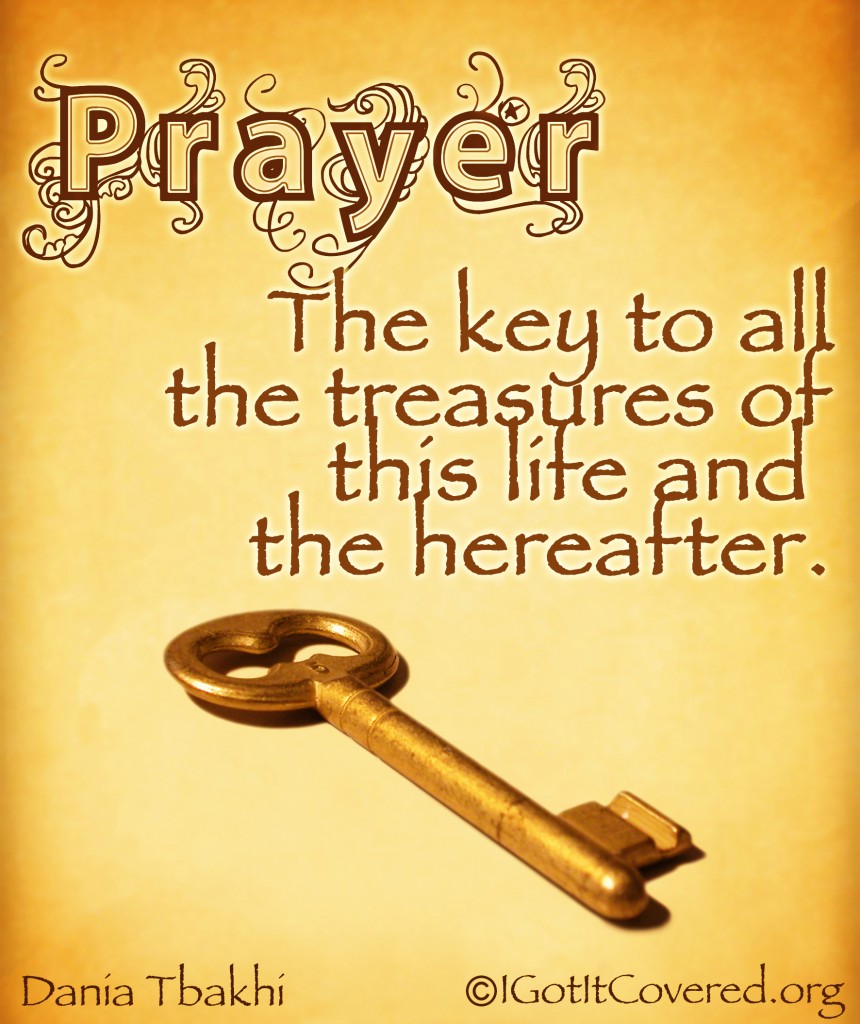 Prayer
The key to all
the treasures of
this life and
the hereafter.
Dania Tbakhi
©IGotItCovered.org